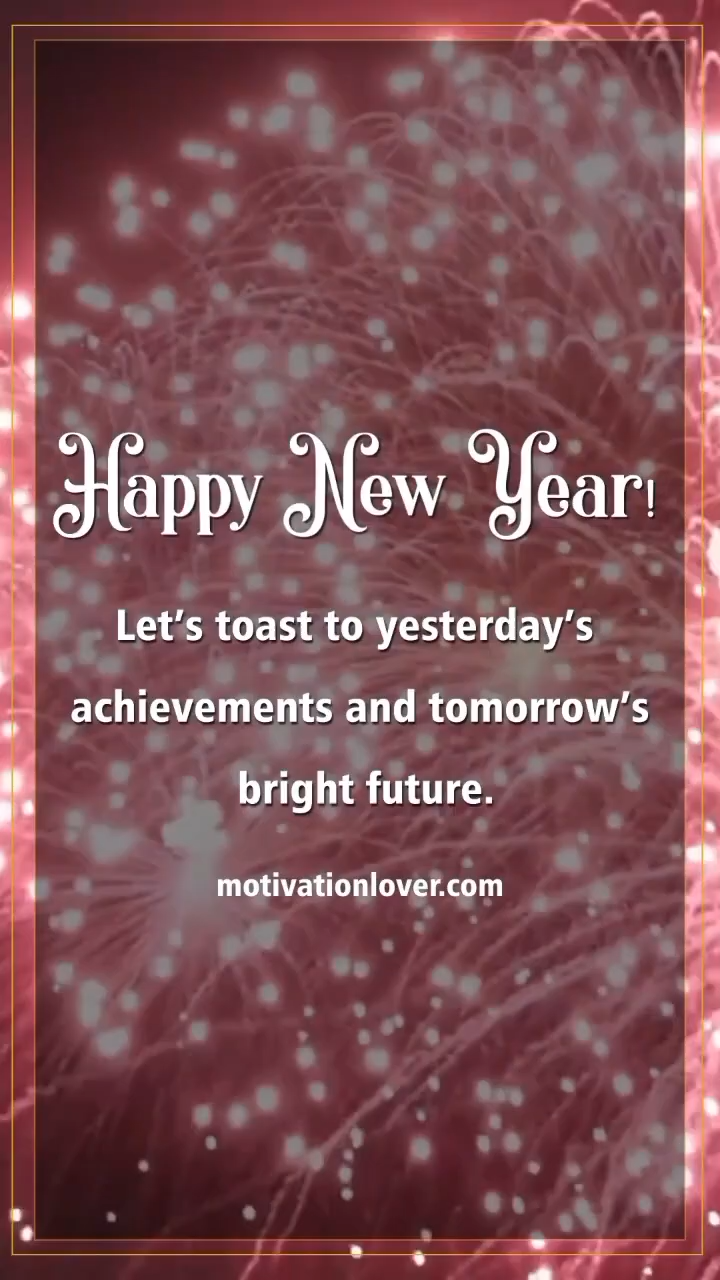 Happy New Year!
Let’s toast to yesterday’s
achievements and tomorrow’s
bright future.
motivationlover.com